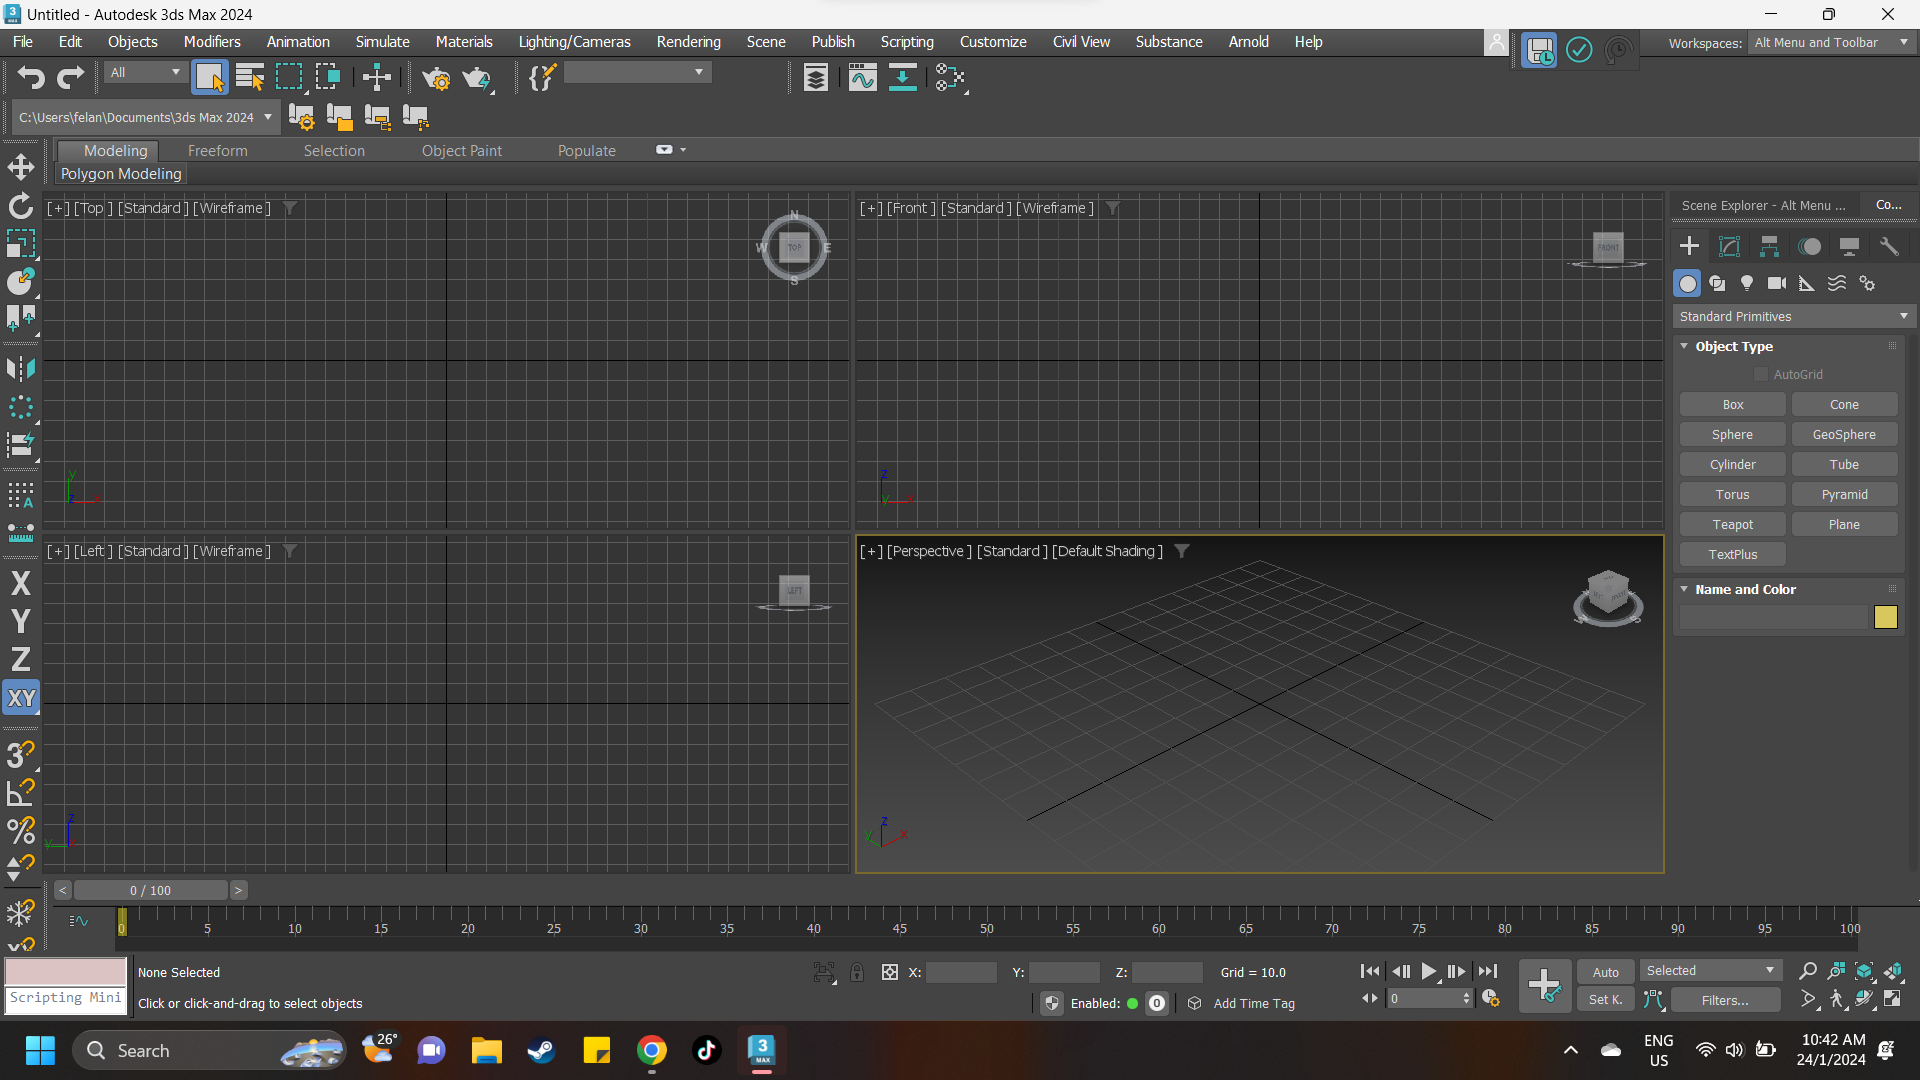 Untitled - Autodesk 3ds Max 2024
File Edit Objects Modifiers Animation Simulate Materials Lighting/Cameras Rendering Scene Publish Scripting Customize Civil View Substance Arnold Help
Workspaces: Alt Menu and Toolbar
All
C:\Users\felan\Documents\3ds Max 2024
Modeling Freeform Selection Object Paint Populate
Polygon Modeling
[+] [Top ] [Standard ] [Wireframe ]
N
W TOP E
S
y
z x
[+] [Front ] [Standard ] [Wireframe ]
FRONT
z
y x
[+] [Left ] [Standard ] [Wireframe ]
LEFT
z
y x
[+] [Perspective ] [Standard ] [Default Shading ]
z
y x
Scene Explorer - Alt Menu ... Co...
Standard Primitives
Object Type
AutoGrid
Box Cone
Sphere GeoSphere
Cylinder Tube
Torus Pyramid
Teapot Plane
TextPlus
Name and Color
X
Y
Z
XY
3
%
< 0 / 100 >
0 5 10 15 20 25 30 35 40 45 50 55 60 65 70 75 80 85 90 95 100
Scripting Mini
None Selected
Click or click-and-drag to select objects
X: Y: Z: Grid = 10.0
Enabled: 0 Add Time Tag
0
Auto Selected
Set K. Filters...
Search
26°
3
MAX
ENG
US
10:42 AM
24/1/2024